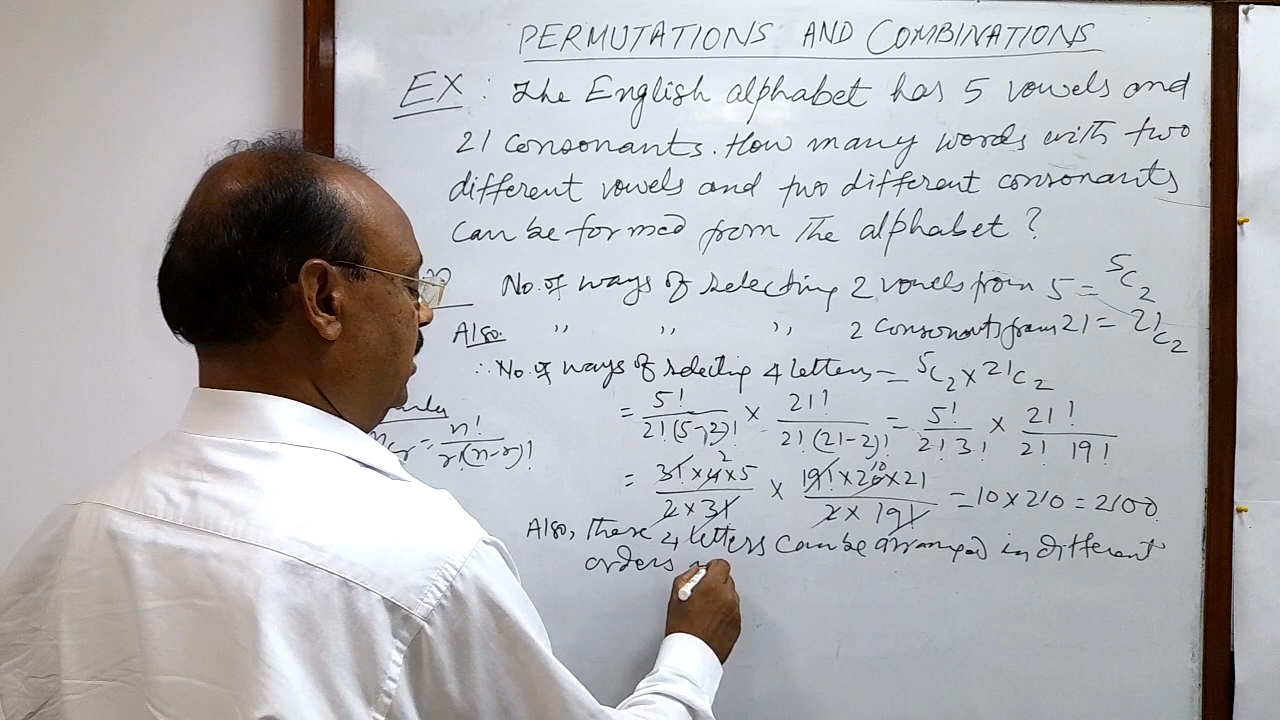 PERMUTATIONS AND COMBINATIONS
EX : The English alphabet has 5 vowels and
21 consonants. How many words with two
different vowels and two different consonants
can be formed from the alphabet ?
No. of ways of selecting 2 vowels from 5 = ⁵C₂
Also, " " " 2 consonants from 21 = ²¹C₂
∴ No. of ways of selecting 4 letters = ⁵C₂ × ²¹C₂
= 5! / 2!(5-2)! × 21! / 2!(21-2)! = 5! / 2! 3! × 21! / 2! 19!
r = n! / r!(n-r)!
= 3! × 4 2 × 5 / 2 × 3! × 19! × 20 10 × 21 / 2 × 19! = 10 × 210 = 2100.
Also, these 4 letters can be arranged in different
orders